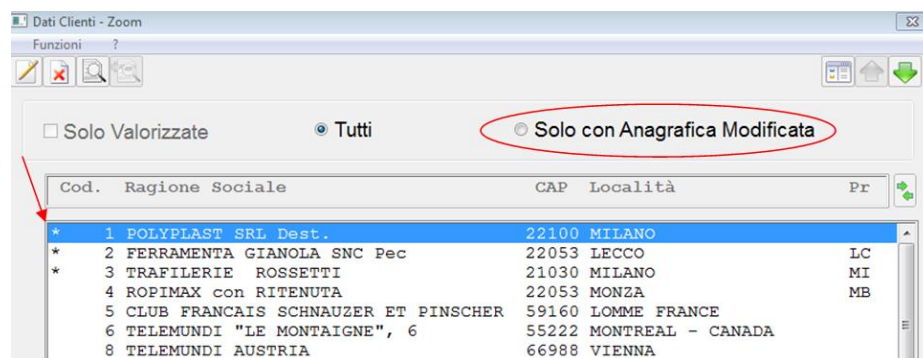 Dati Clienti - Zoom
Funzioni ?
Solo Valorizzate Tutti Solo con Anagrafica Modificata
Cod. Ragione Sociale CAP Località Pr
* 1 POLYPLAST SRL Dest. 22100 MILANO
* 2 FERRAMENTA GIANOLA SNC Pec 22053 LECCO LC
* 3 TRAFILERIE ROSSETTI 21030 MILANO MI
4 ROPIMAX con RITENUTA 22053 MONZA MB
5 CLUB FRANCAIS SCHNAUZER ET PINSCHER 59160 LOMME FRANCE
6 TELEMUNDI "LE MONTAIGNE", 6 55222 MONTREAL - CANADA
8 TELEMUNDI AUSTRIA 66988 VIENNA